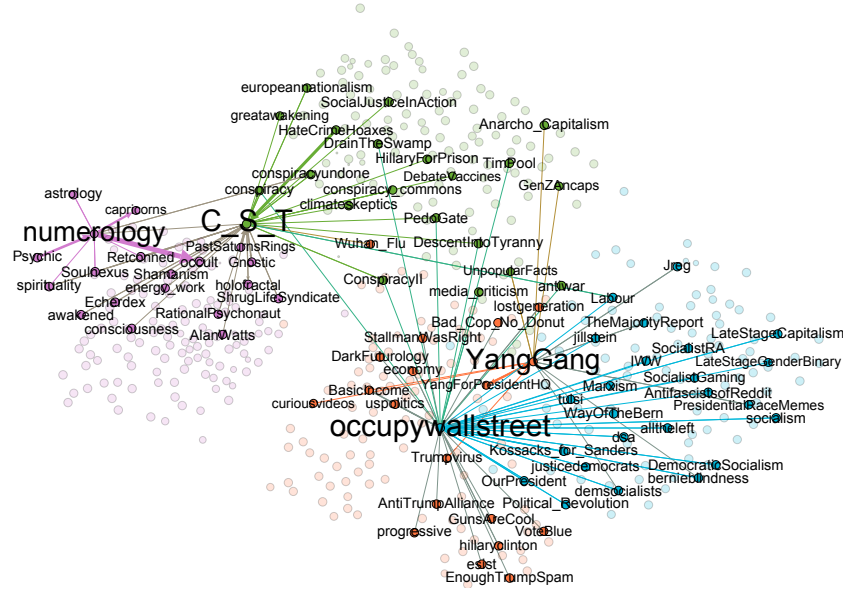 europeannationalism
SocialJusticeInAction
greatawakening
HateCrimeHoaxes
Anarcho_Capitalism
DrainTheSwamp
HillaryForPrison
TimPool
conspiracyundone
DebateVaccines
GenZAncaps
astrology
conspiracy
conspiracy_commons
capricorns
climateskeptics
C_S_T
PedoGate
numerology
PastSaturnsRings
Wuhan_Flu
DescentIntoTyranny
Psychic
Retconned
occult
Gnostic
Jreg
Soulnexus
Shamanism
UnpopularFacts
spirituality
energy_work
holofractal
ConspiracyII
media_criticism
antiwar
Echerdex
ShrugLifeSyndicate
lostgeneration
Labour
awakened
RationalPsychonaut
Bad_Cop_No_Donut
TheMajorityReport
consciousness
AlanWatts
StallmanWasRight
jillstein
LateStageCapitalism
DarkFuturology
YangGang
SocialistRA
economy
IWW
LateStageGenderBinary
BasicIncome
YangForPresidentHQ
Marxism
SocialistGaming
curiousvideos
uspolitics
tulsi
AntifascistsofReddit
WayOfTheBern
PresidentialRaceMemes
occupywallstreet
alltheleft
socialism
dsa
Trumpvirus
Kossacks_for_Sanders
justicedemocrats
DemocraticSocialism
OurPresident
bernieblindness
demsocialists
AntiTrumpAlliance
Political_Revolution
GunsAreCool
progressive
VoteBlue
hillaryclinton
esist
EnoughTrumpSpam